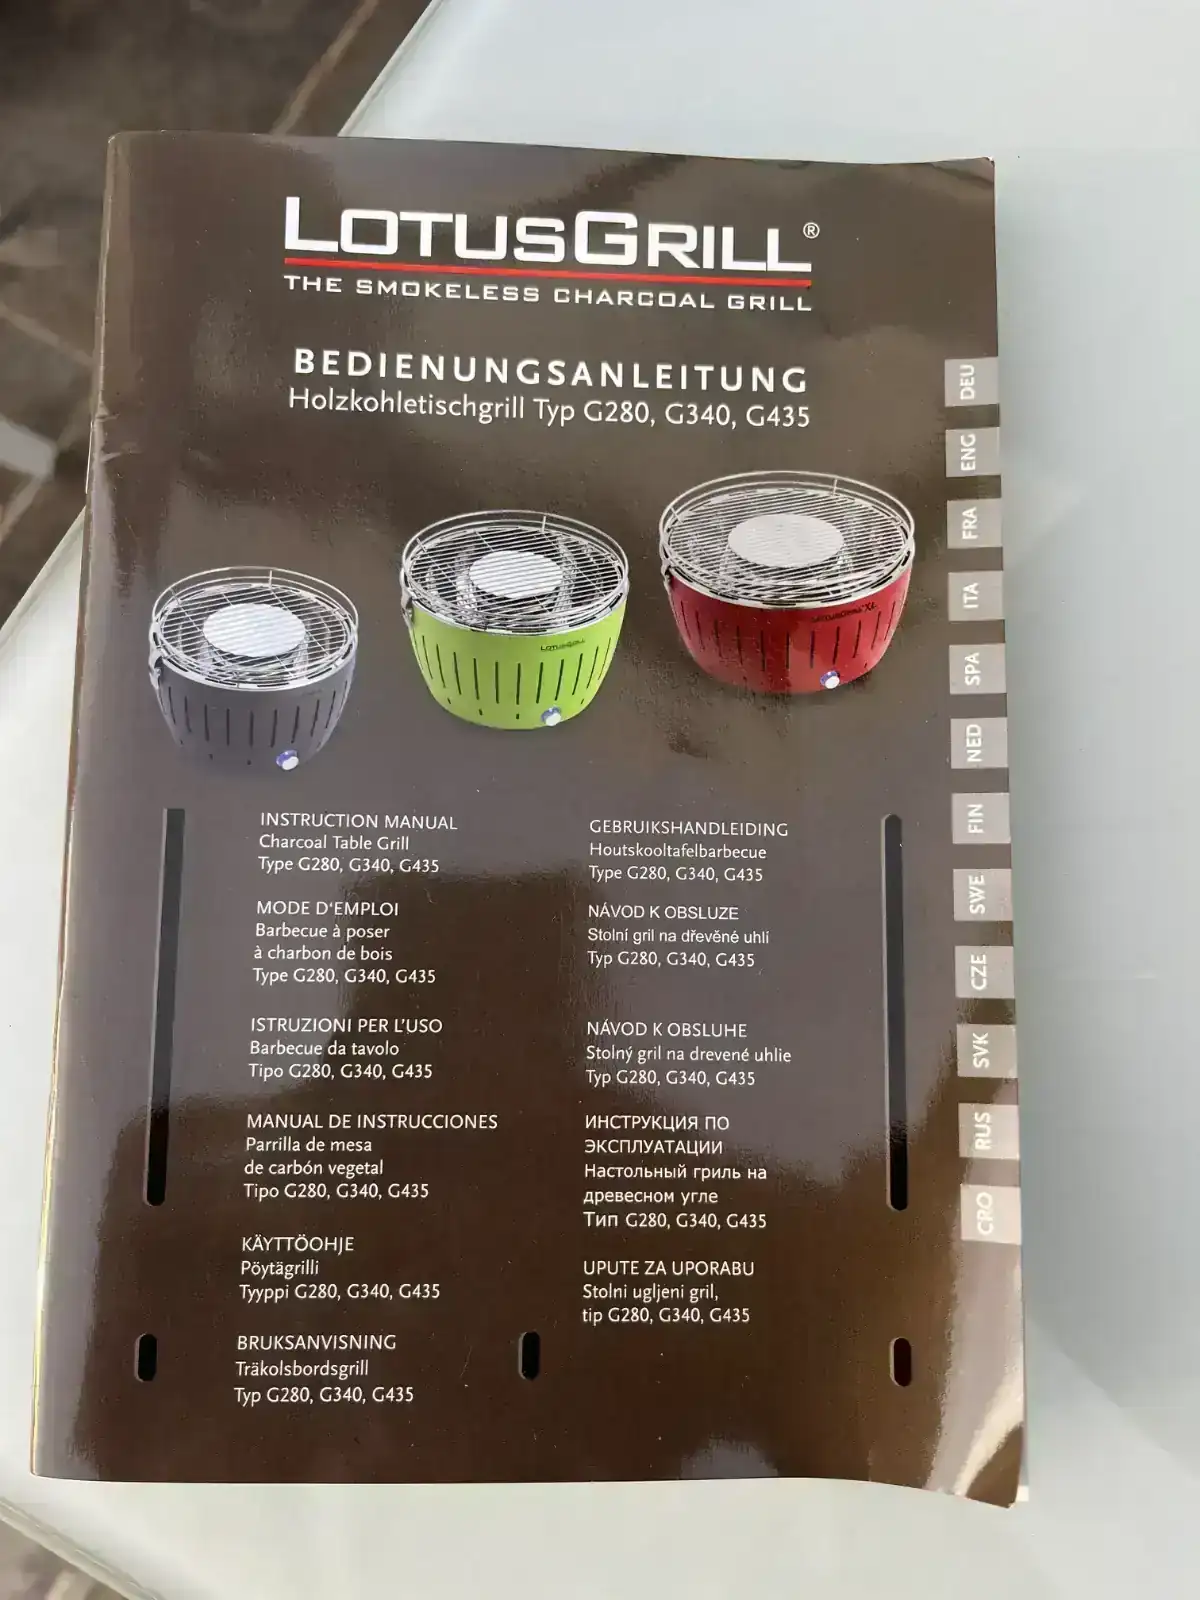 LOTUSGRILL®
THE SMOKELESS CHARCOAL GRILL
BEDIENUNGSANLEITUNG
Holzkohletischgrill Typ G280, G340, G435
DEU
ENG
FRA
ITA
SPA
NED
FIN
SWE
CZE
SVK
RUS
CRO
LOTUSGRILL
LOTUSGRILL XL
INSTRUCTION MANUAL
Charcoal Table Grill
Type G280, G340, G435
MODE D‘EMPLOI
Barbecue à poser
à charbon de bois
Type G280, G340, G435
ISTRUZIONI PER L’USO
Barbecue da tavolo
Tipo G280, G340, G435
MANUAL DE INSTRUCCIONES
Parrilla de mesa
de carbón vegetal
Tipo G280, G340, G435
KÄYTTÖOHJE
Pöytägrilli
Tyyppi G280, G340, G435
BRUKSANVISNING
Träkolsbordsgrill
Typ G280, G340, G435
GEBRUIKSHANDLEIDING
Houtskooltafelbarbecue
Type G280, G340, G435
NÁVOD K OBSLUZE
Stolní gril na dřevěné uhlí
Typ G280, G340, G435
NÁVOD K OBSLUHE
Stolný gril na drevené uhlie
Typ G280, G340, G435
ИНСТРУКЦИЯ ПО
ЭКСПЛУАТАЦИИ
Настольный гриль на
древесном угле
Тип G280, G340, G435
UPUTE ZA UPORABU
Stolni ugljeni gril,
tip G280, G340, G435